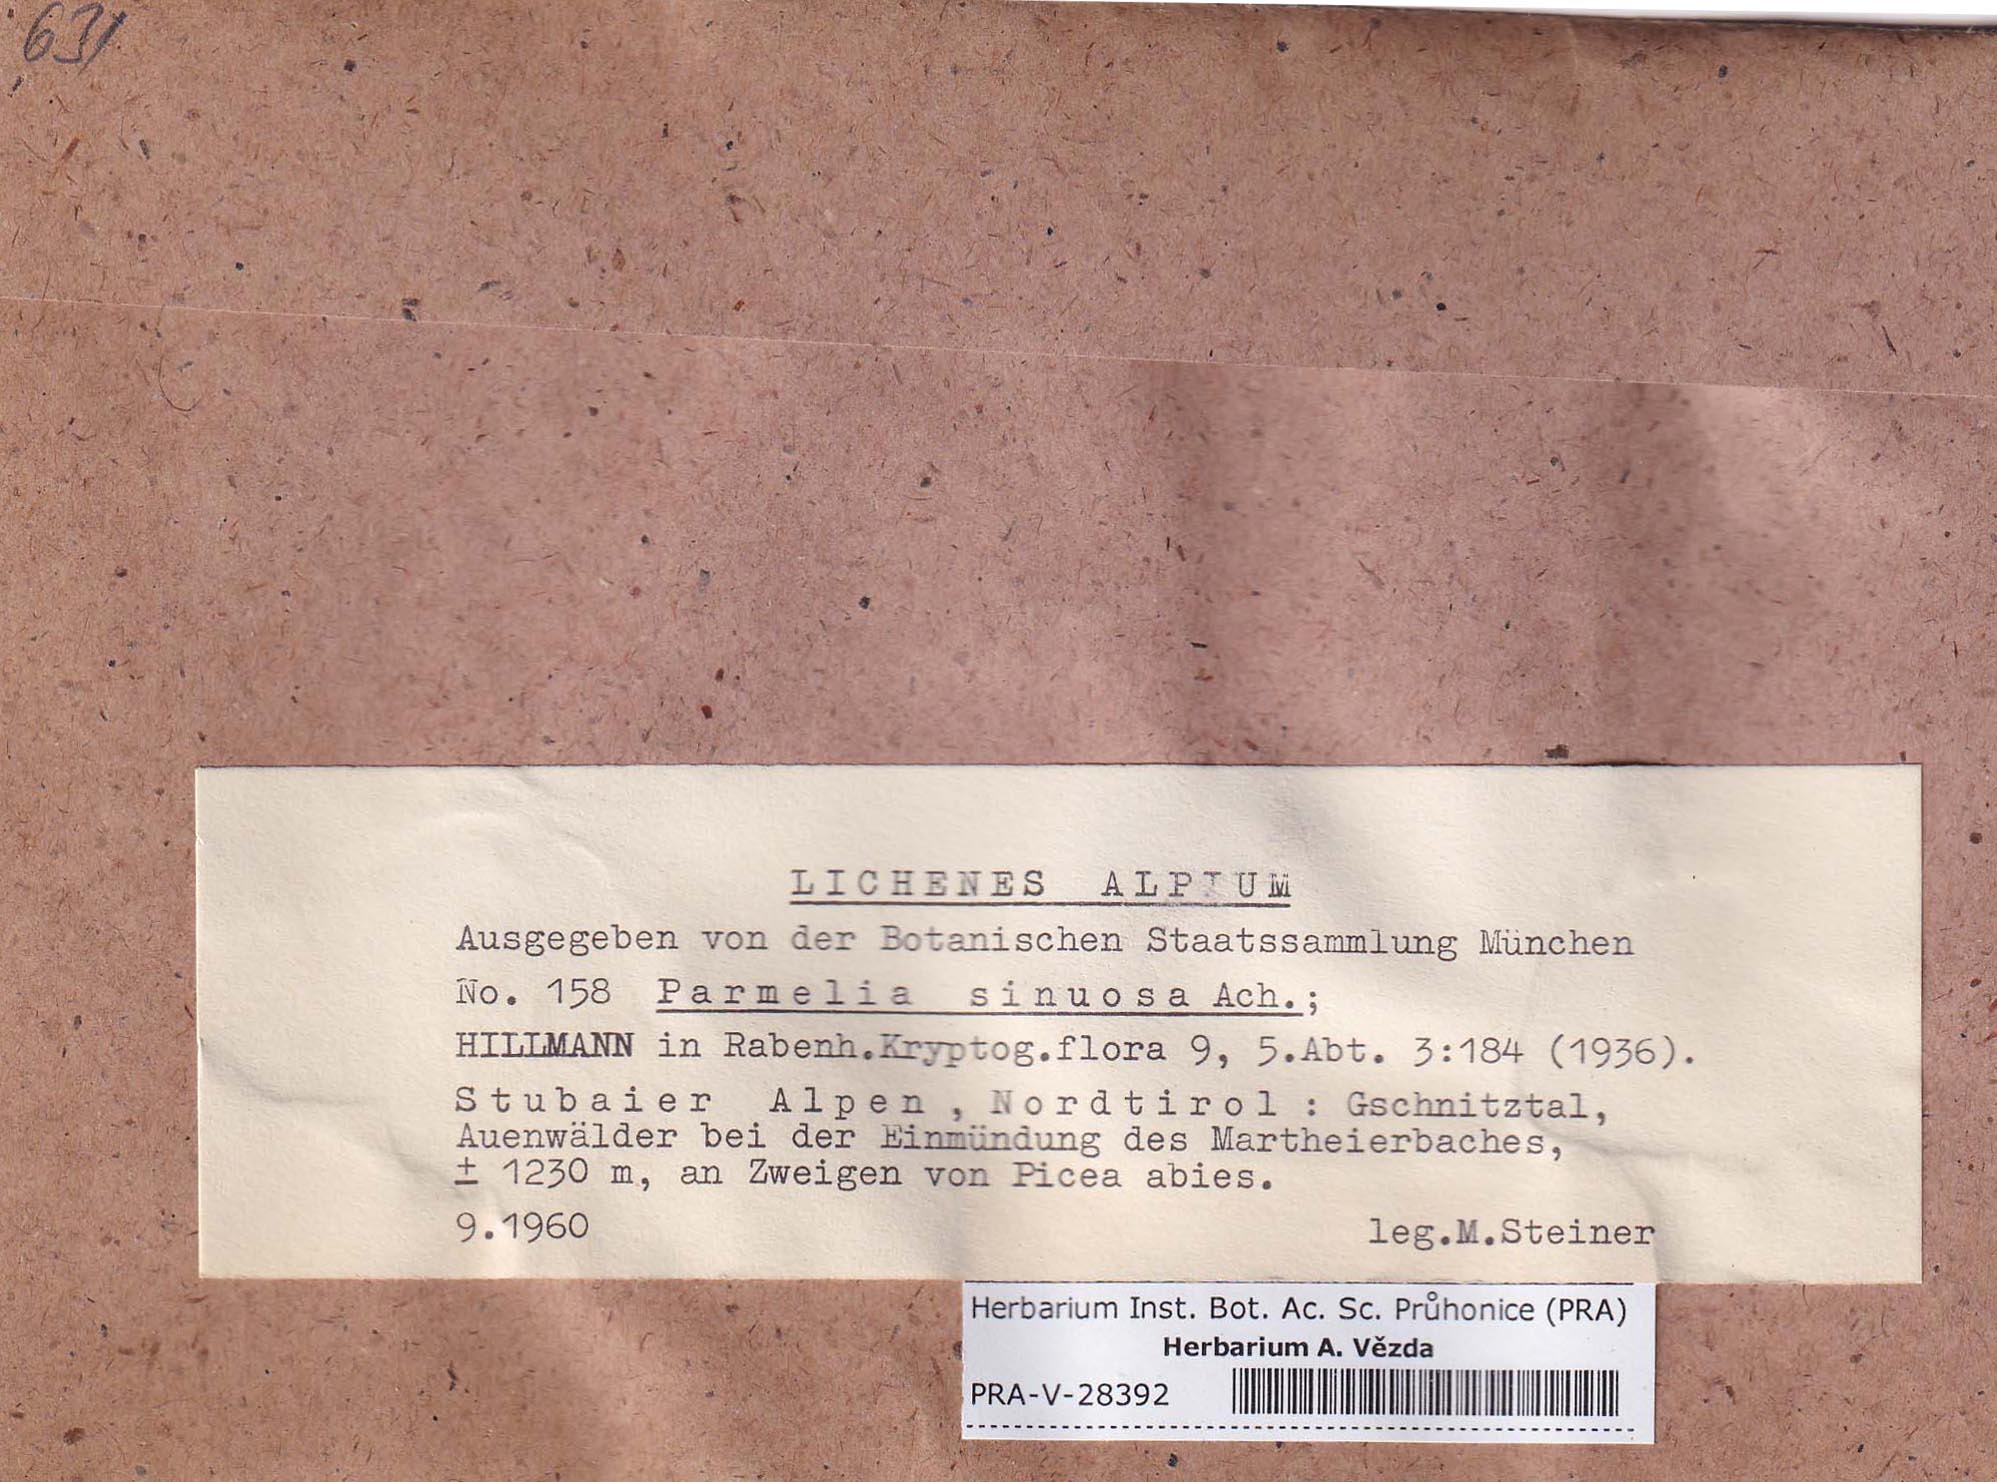 631
LICHENES ALPIUM
Ausgegeben von der Botanischen Staatssammlung München
No. 158 Parmelia sinuosa Ach.;
HILLMANN in Rabenh.Kryptog.flora 9, 5.Abt. 3:184 (1936).
Stubaier Alpen, Nordtirol: Gschnitztal,
Auenwälder bei der Einmündung des Martheierbaches,
± 1230 m, an Zweigen von Picea abies.
9.1960 leg.M.Steiner
Herbarium Inst. Bot. Ac. Sc. Průhonice (PRA)
Herbarium A. Vězda
PRA-V-28392